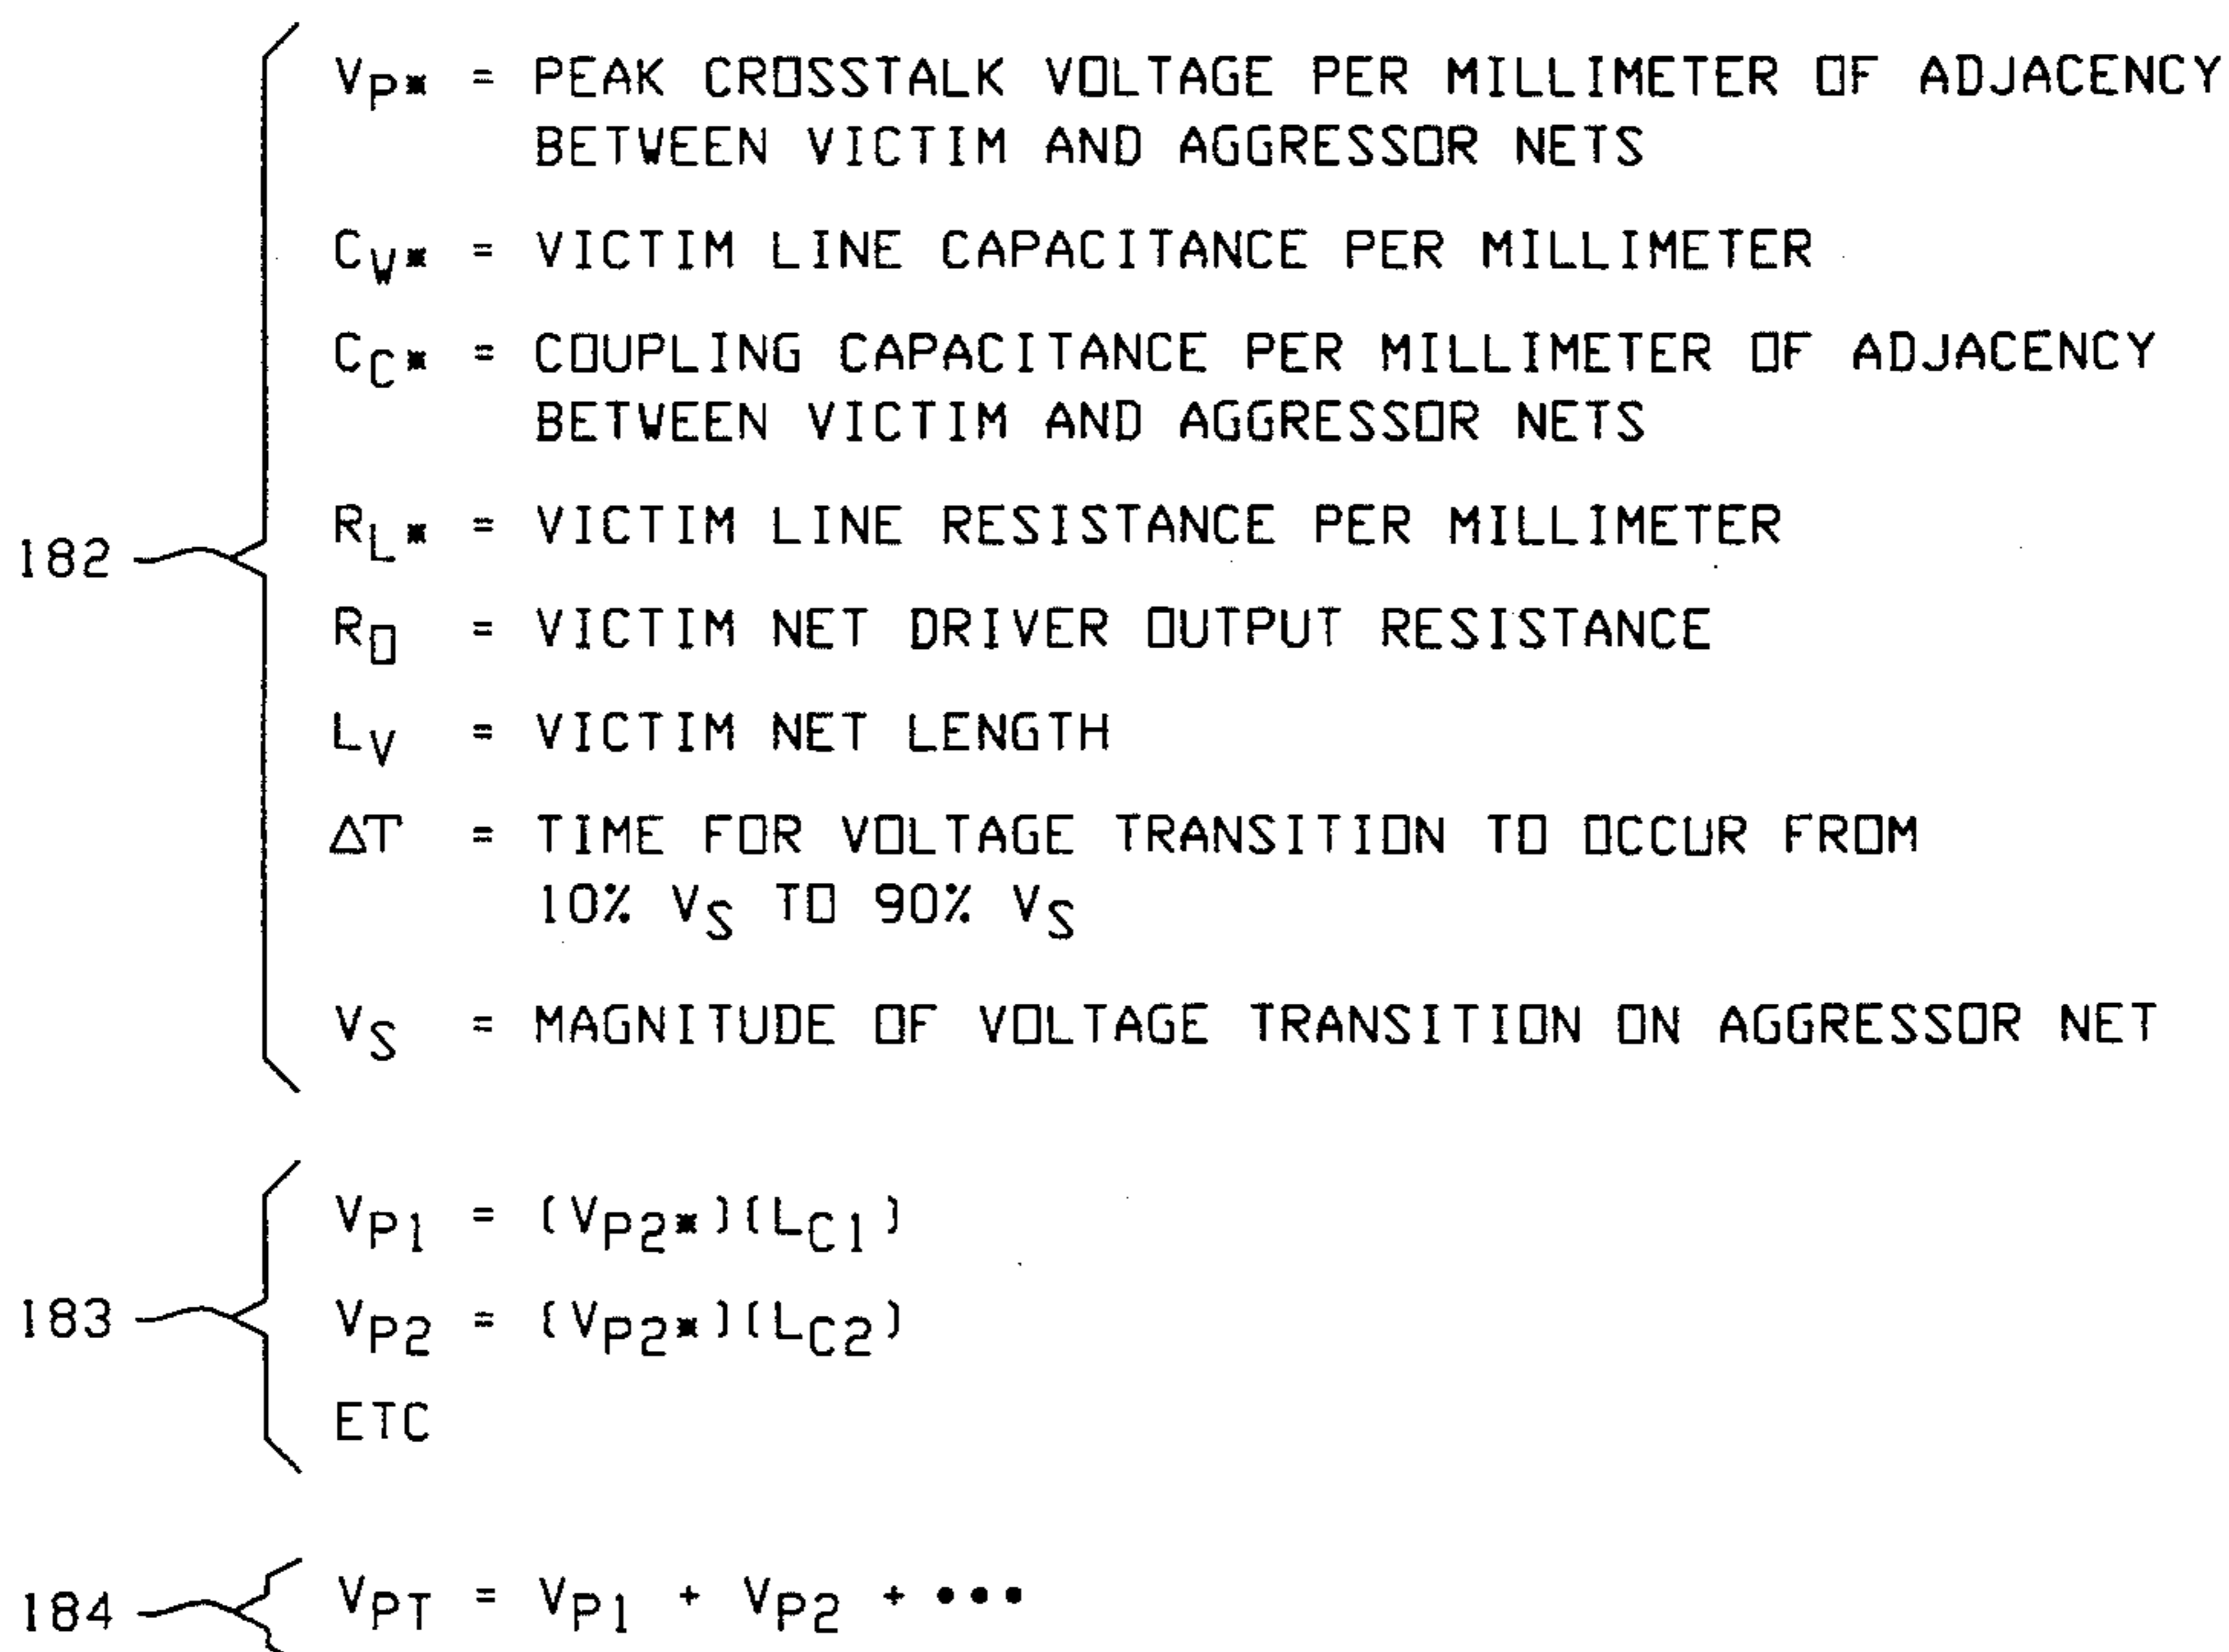 VP* = PEAK CROSSTALK VOLTAGE PER MILLIMETER OF ADJACENCY
BETWEEN VICTIM AND AGGRESSOR NETS
CW* = VICTIM LINE CAPACITANCE PER MILLIMETER
CC* = COUPLING CAPACITANCE PER MILLIMETER OF ADJACENCY
BETWEEN VICTIM AND AGGRESSOR NETS
RL* = VICTIM LINE RESISTANCE PER MILLIMETER
182
RO = VICTIM NET DRIVER OUTPUT RESISTANCE
LV = VICTIM NET LENGTH
ΔT = TIME FOR VOLTAGE TRANSITION TO OCCUR FROM
10% VS TO 90% VS
VS = MAGNITUDE OF VOLTAGE TRANSITION ON AGGRESSOR NET
VP1 = (VP2*)(LC1)
183
VP2 = (VP2*)(LC2)
ETC
184
VPT = VP1 + VP2 + •••